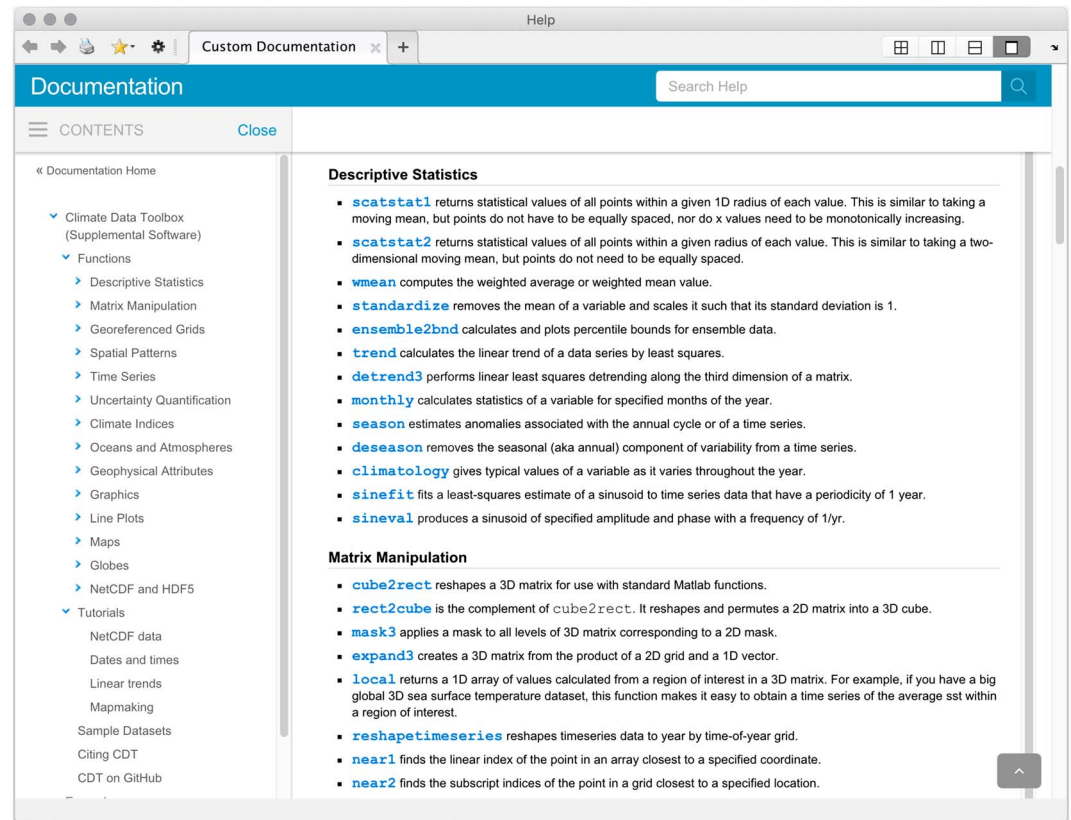 Help
Custom Documentation
Documentation
Search Help
CONTENTS
Close
« Documentation Home
Climate Data Toolbox
(Supplemental Software)
Functions
Descriptive Statistics
Matrix Manipulation
Georeferenced Grids
Spatial Patterns
Time Series
Uncertainty Quantification
Climate Indices
Oceans and Atmospheres
Geophysical Attributes
Graphics
Line Plots
Maps
Globes
NetCDF and HDF5
Tutorials
NetCDF data
Dates and times
Linear trends
Mapmaking
Sample Datasets
Citing CDT
CDT on GitHub
Descriptive Statistics
scatstat1 returns statistical values of all points within a given 1D radius of each value. This is similar to taking a
moving mean, but points do not have to be equally spaced, nor do x values need to be monotonically increasing.
scatstat2 returns statistical values of all points within a given radius of each value. This is similar to taking a two-
dimensional moving mean, but points do not need to be equally spaced.
wmean computes the weighted average or weighted mean value.
standardize removes the mean of a variable and scales it such that its standard deviation is 1.
ensemble2bnd calculates and plots percentile bounds for ensemble data.
trend calculates the linear trend of a data series by least squares.
detrend3 performs linear least squares detrending along the third dimension of a matrix.
monthly calculates statistics of a variable for specified months of the year.
season estimates anomalies associated with the annual cycle or of a time series.
deseason removes the seasonal (aka annual) component of variability from a time series.
climatology gives typical values of a variable as it varies throughout the year.
sinefit fits a least-squares estimate of a sinusoid to time series data that have a periodicity of 1 year.
sineval produces a sinusoid of specified amplitude and phase with a frequency of 1/yr.
Matrix Manipulation
cube2rect reshapes a 3D matrix for use with standard Matlab functions.
rect2cube is the complement of cube2rect. It reshapes and permutes a 2D matrix into a 3D cube.
mask3 applies a mask to all levels of 3D matrix corresponding to a 2D mask.
expand3 creates a 3D matrix from the product of a 2D grid and a 1D vector.
local returns a 1D array of values calculated from a region of interest in a 3D matrix. For example, if you have a big
global 3D sea surface temperature dataset, this function makes it easy to obtain a time series of the average sst within
a region of interest.
reshapetimeseries reshapes timeseries data to year by time-of-year grid.
near1 finds the linear index of the point in an array closest to a specified coordinate.
near2 finds the subscript indices of the point in a grid closest to a specified location.